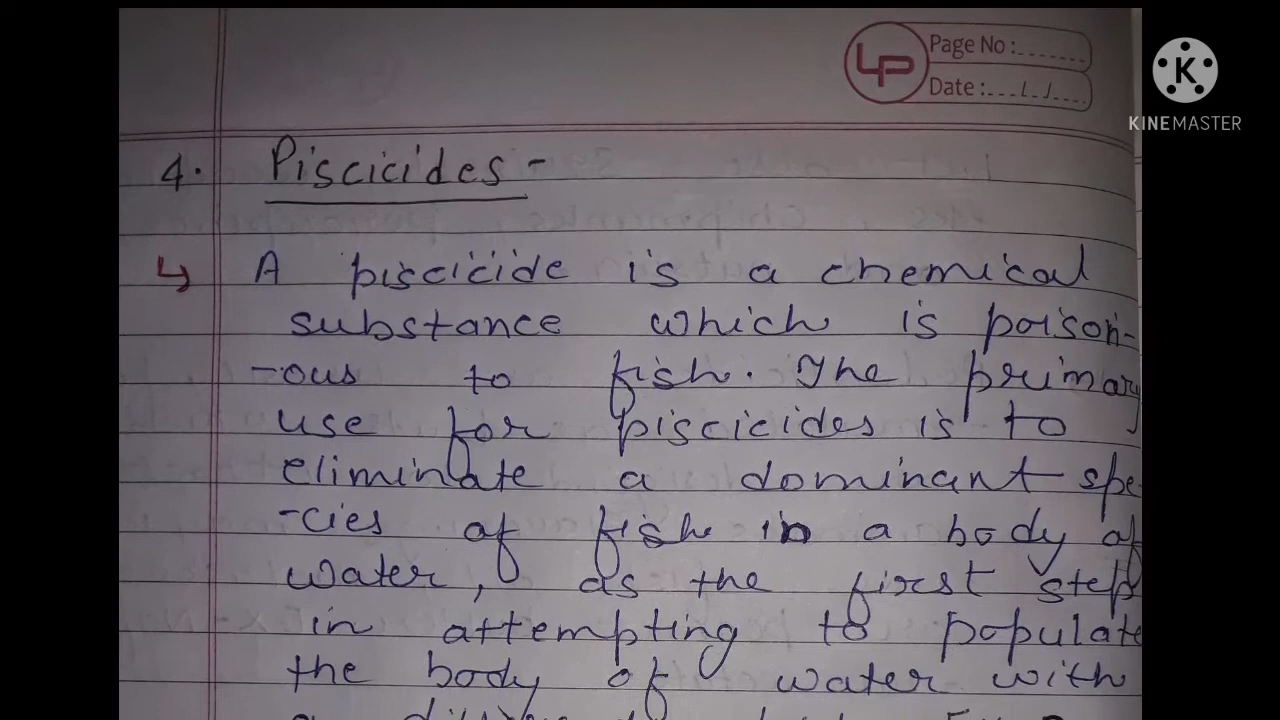 LP
Page No :.......
Date :...../...../.....
KINEMASTER
4. Piscicides -
↳ A piscicide is a chemical
substance which is poison-
-ous to fish. The primary
use for piscicides is to
eliminate a dominant spe-
-cies of fish in a body of
water, as the first step
in attempting to populate
the body of water with
a